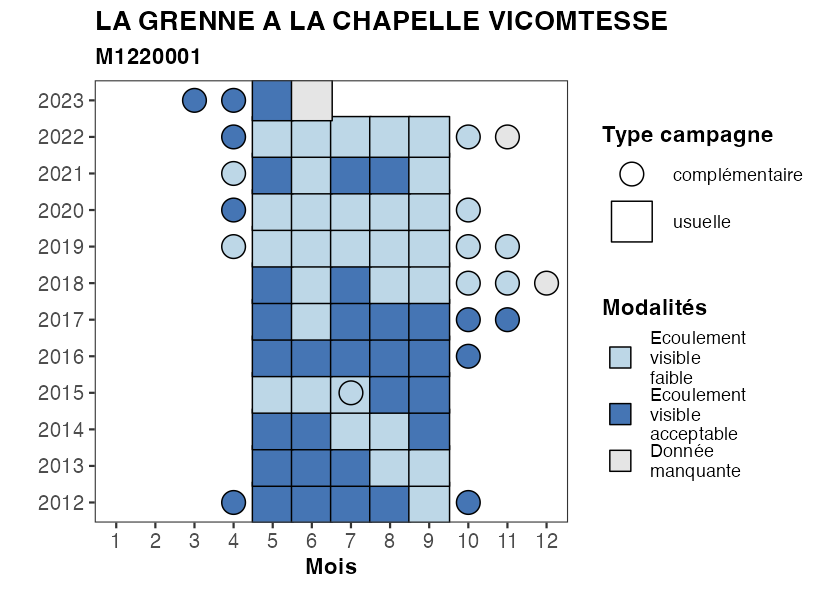 LA GRENNE A LA CHAPELLE VICOMTESSE
M1220001
2023
2022
2021
2020
2019
2018
2017
2016
2015
2014
2013
2012
1 2 3 4 5 6 7 8 9 10 11 12
Mois
Type campagne
complémentaire
usuelle
Modalités
Ecoulement
visible
faible
Ecoulement
visible
acceptable
Donnée
manquante